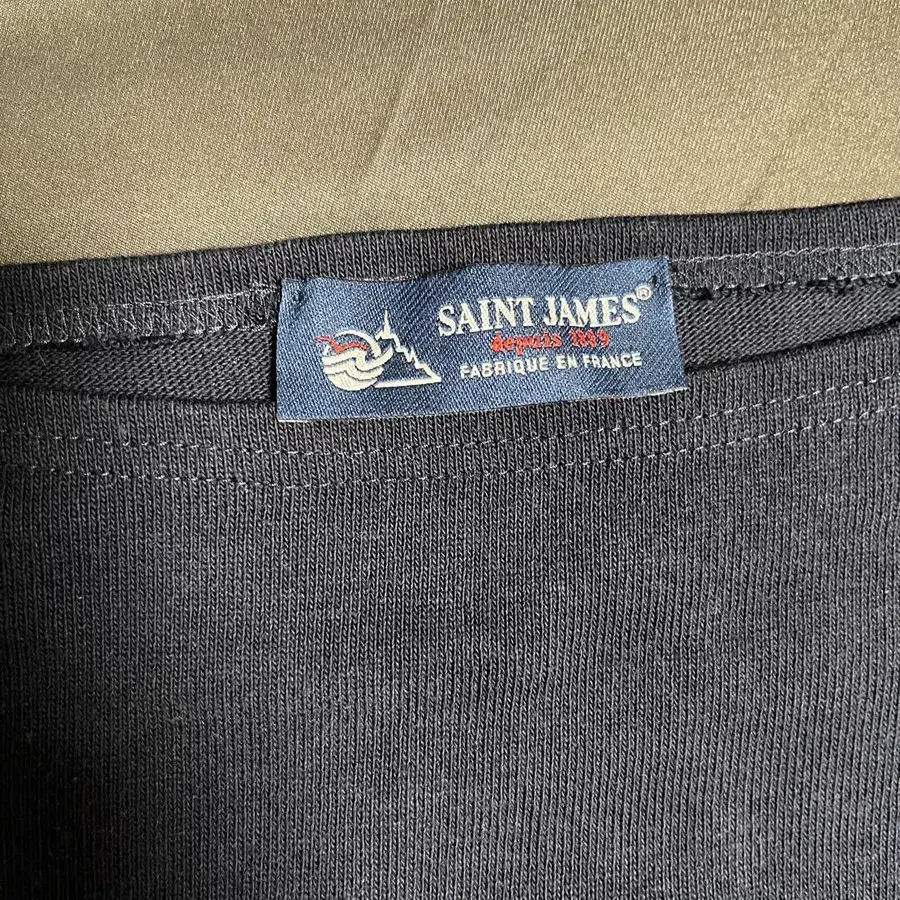 SAINT JAMES®
depuis 1889
FABRIQUE EN FRANCE